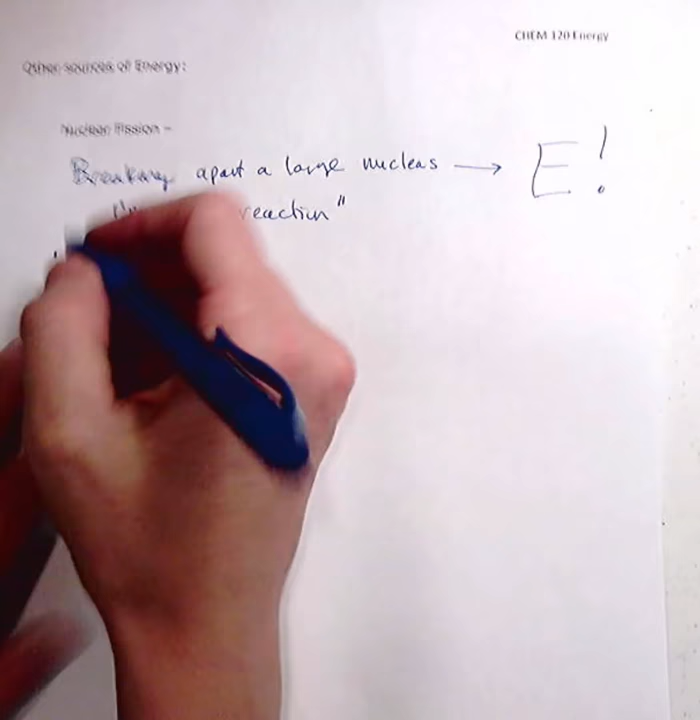 CHEM 120 Energy
Other sources of Energy:
Nuclear Fission –
Breaking apart a large nucleus → E!
reaction"